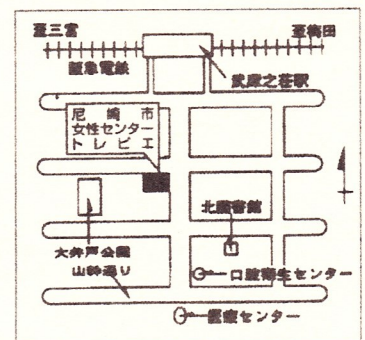 至三宮
至梅田
阪急電鉄
武庫之荘駅
尼崎市
女性センター
トレピエ
北図書館
大井戸公園
山幹通り
口腔衛生センター
医療センター